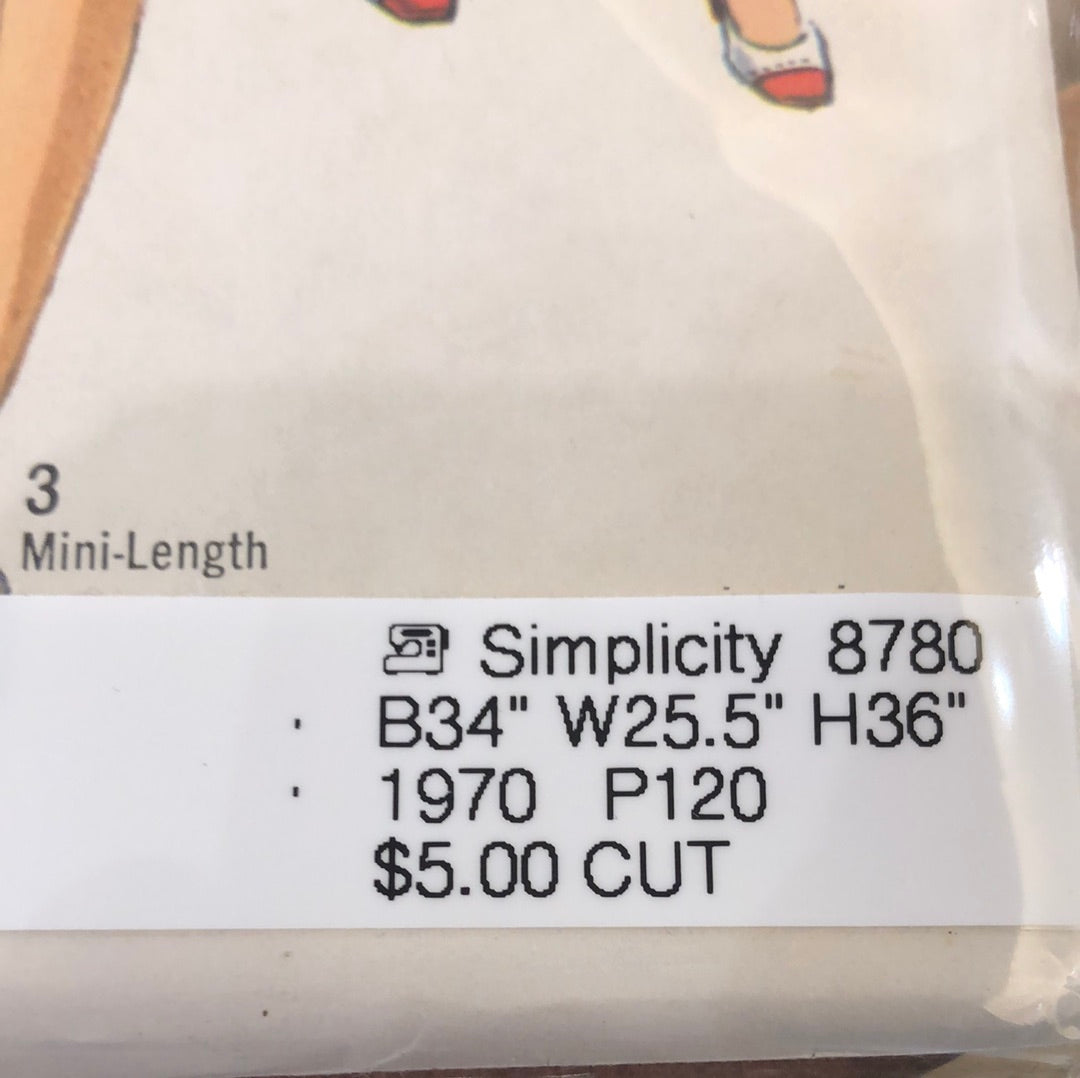 3
Mini-Length
Simplicity 8780
B34" W25.5" H36"
1970 P120
$5.00 CUT